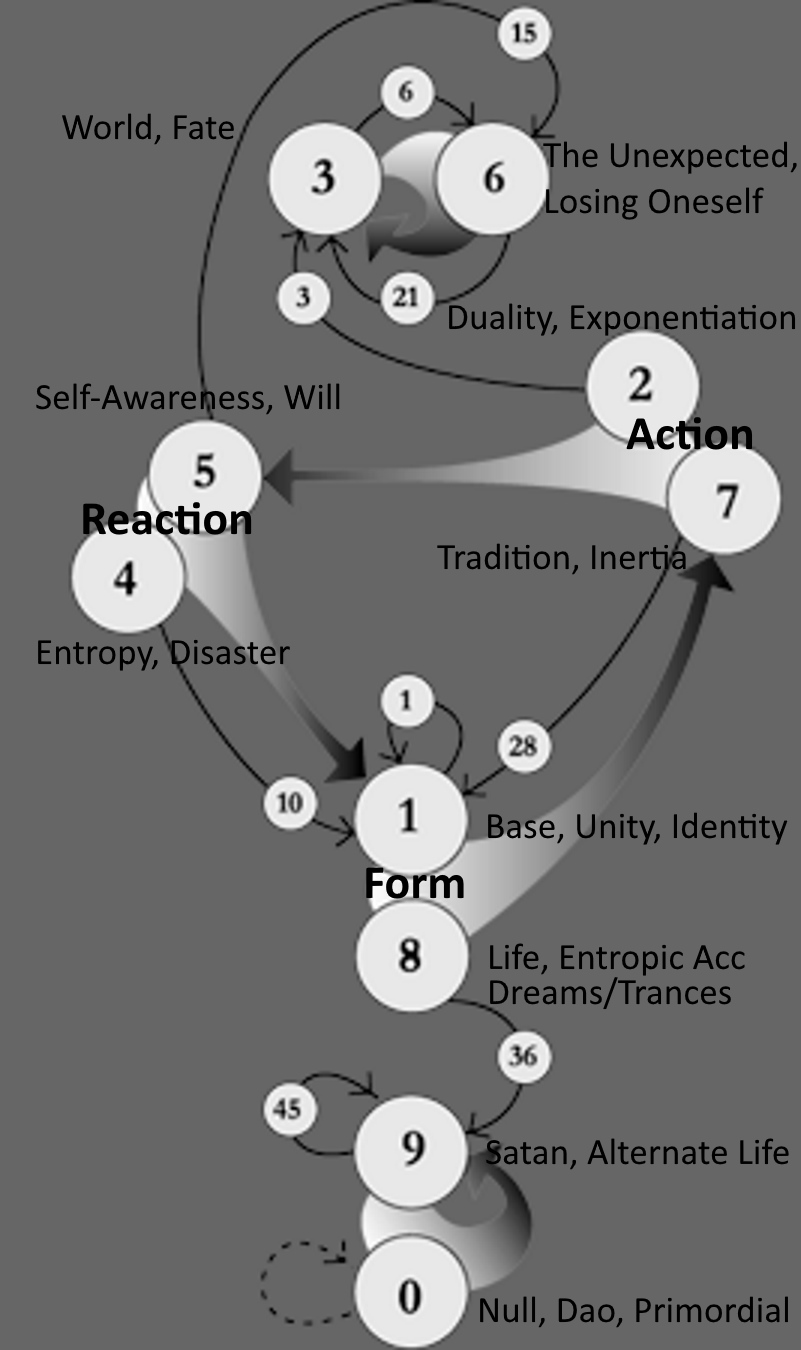 15
6
World, Fate
The Unexpected,
3
6
Losing Oneself
3
21
Duality, Exponentiation
2
Self-Awareness, Will
Action
5
7
Reaction
Tradition, Inertia
4
Entropy, Disaster
1
28
10
1
Base, Unity, Identity
Form
8
Life, Entropic Acc
Dreams/Trances
36
45
9
Satan, Alternate Life
0
Null, Dao, Primordial